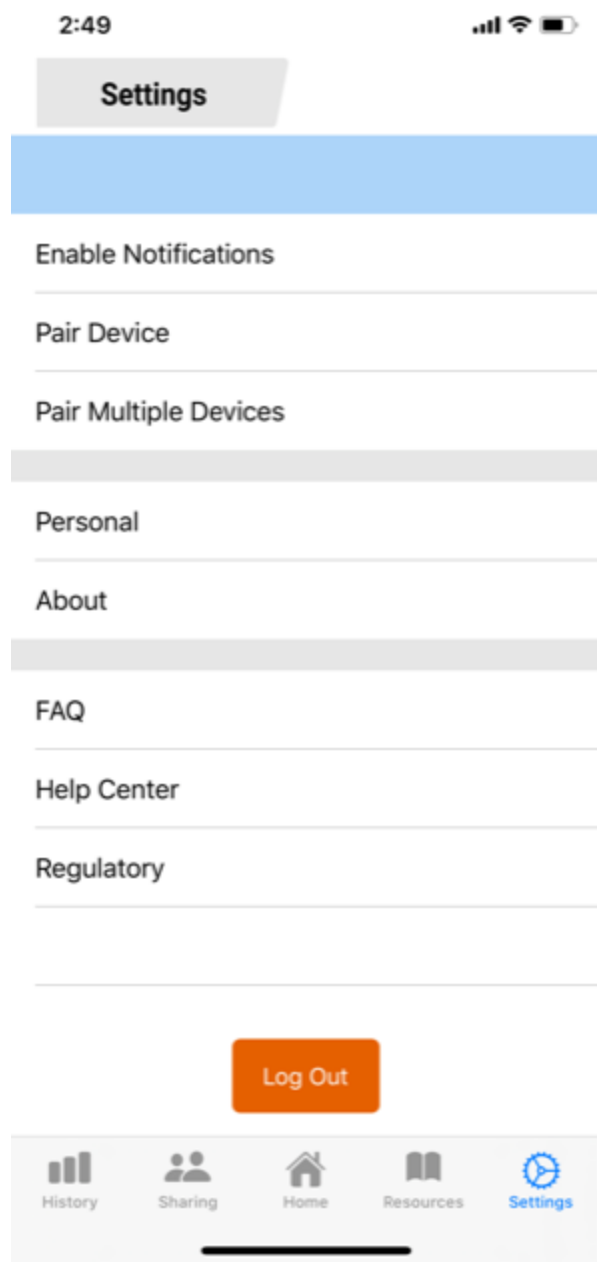 2:49
Settings
Enable Notifications
Pair Device
Pair Multiple Devices
Personal
About
FAQ
Help Center
Regulatory
Log Out
History Sharing Home Resources Settings